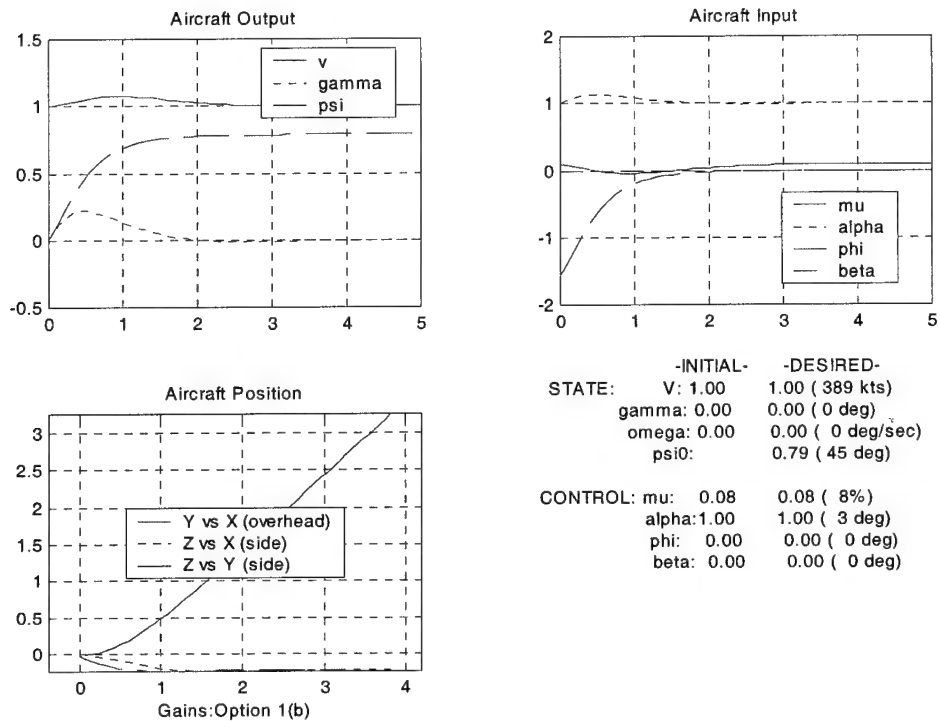 Aircraft Output
1.5
1
0.5
0
-0.5
0 1 2 3 4 5
v
gamma
psi
Aircraft Input
2
1
0
-1
-2
0 1 2 3 4 5
mu
alpha
phi
beta
Aircraft Position
3
2.5
2
1.5
1
0.5
0
0 1 2 3 4
Y vs X (overhead)
Z vs X (side)
Z vs Y (side)
Gains:Option 1(b)
-INITIAL- -DESIRED-
STATE: V: 1.00 1.00 ( 389 kts)
gamma: 0.00 0.00 ( 0 deg)
omega: 0.00 0.00 ( 0 deg/sec)
psi0: 0.79 ( 45 deg)
CONTROL: mu: 0.08 0.08 ( 8%)
alpha:1.00 1.00 ( 3 deg)
phi: 0.00 0.00 ( 0 deg)
beta: 0.00 0.00 ( 0 deg)